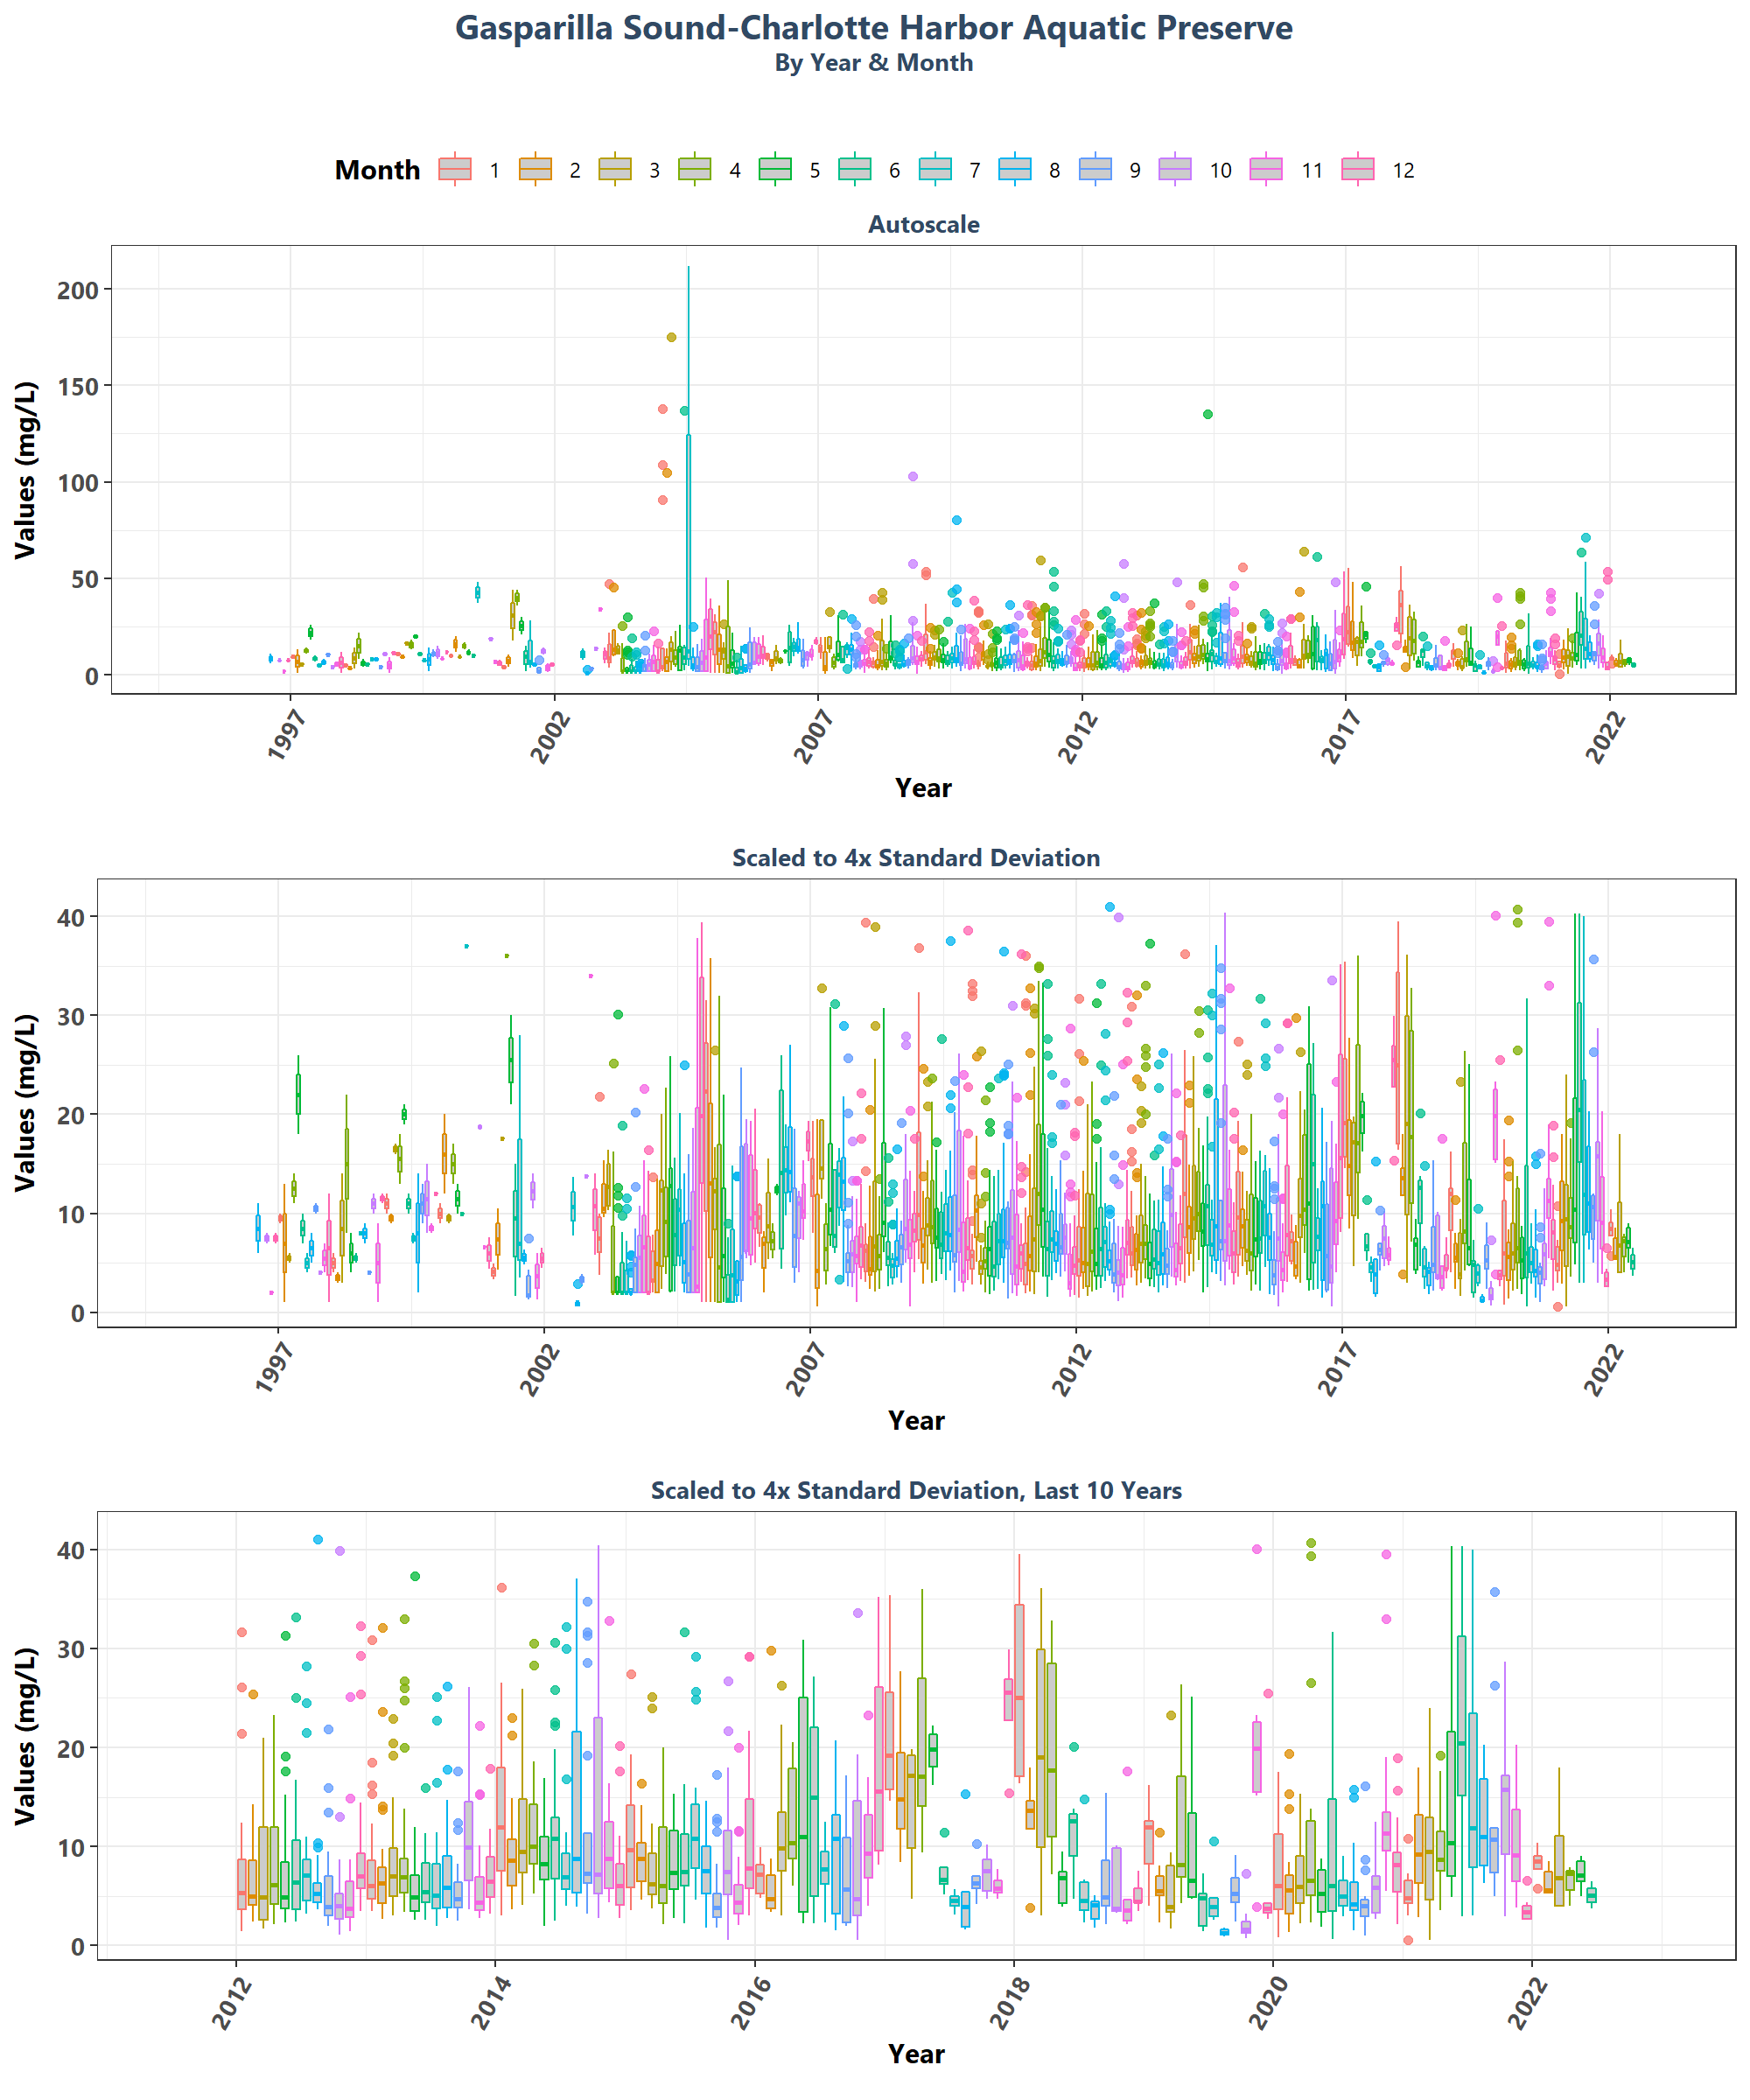 Gasparilla Sound-Charlotte Harbor Aquatic Preserve
By Year & Month
Month 1 2 3 4 5 6 7 8 9 10 11 12
Autoscale
Values (mg/L)
200
150
100
50
0
1997 2002 2007 2012 2017 2022
Year
Scaled to 4x Standard Deviation
Values (mg/L)
40
30
20
10
0
1997 2002 2007 2012 2017 2022
Year
Scaled to 4x Standard Deviation, Last 10 Years
Values (mg/L)
40
30
20
10
0
2012 2014 2016 2018 2020 2022
Year